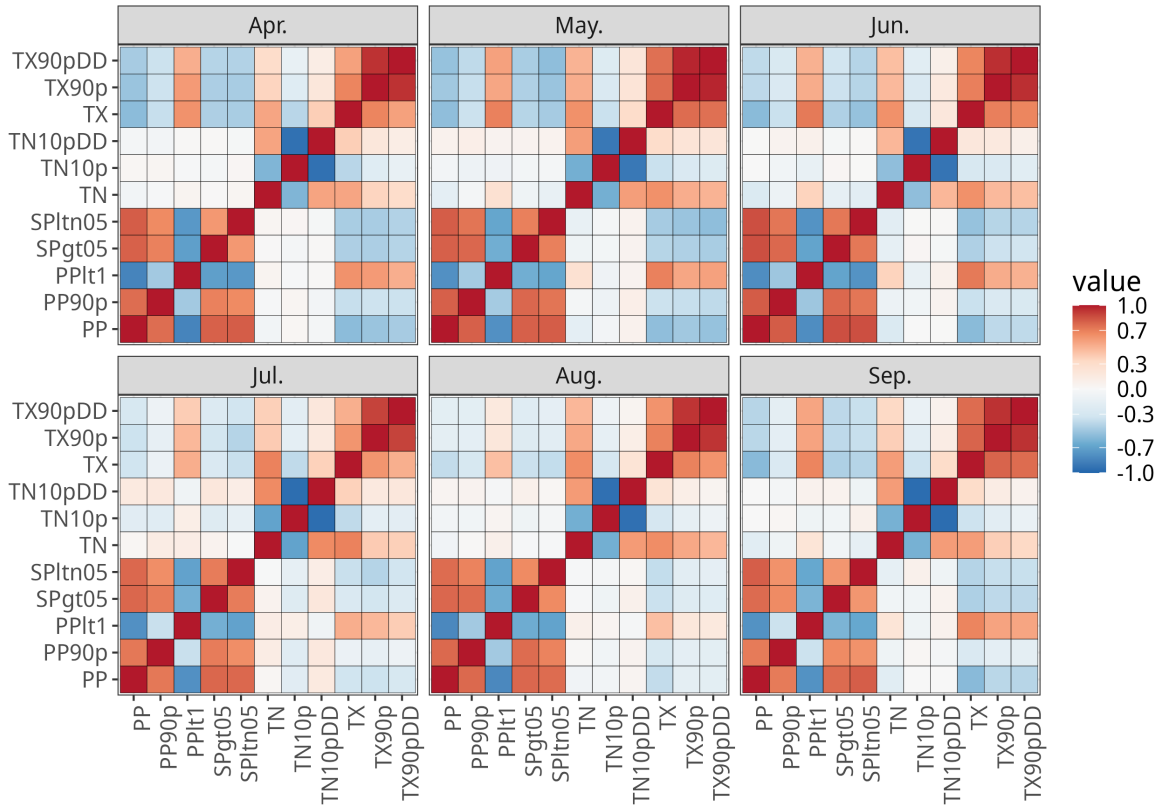 Apr.
May.
Jun.
TX90pDD
TX90p
TX
TN10pDD
TN10p
TN
SPltn05
SPgt05
PPlt1
PP90p
PP
Jul.
Aug.
Sep.
TX90pDD
TX90p
TX
TN10pDD
TN10p
TN
SPltn05
SPgt05
PPlt1
PP90p
PP
PP
PP90p
PPlt1
SPgt05
SPltn05
TN
TN10p
TN10pDD
TX
TX90p
TX90pDD
PP
PP90p
PPlt1
SPgt05
SPltn05
TN
TN10p
TN10pDD
TX
TX90p
TX90pDD
PP
PP90p
PPlt1
SPgt05
SPltn05
TN
TN10p
TN10pDD
TX
TX90p
TX90pDD
value
1.0
0.7
0.3
0.0
-0.3
-0.7
-1.0